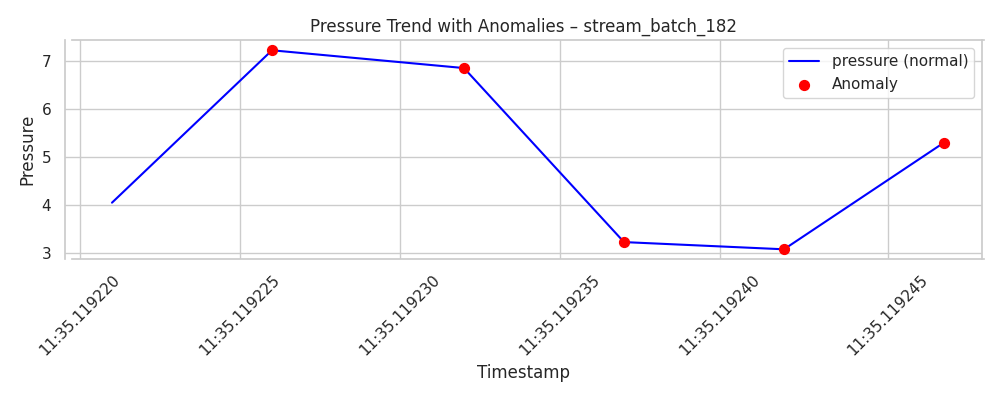 Pressure Trend with Anomalies – stream_batch_182
pressure (normal)
Anomaly
Pressure
7
6
5
4
3
11:35.119220
11:35.119225
11:35.119230
11:35.119235
11:35.119240
11:35.119245
Timestamp